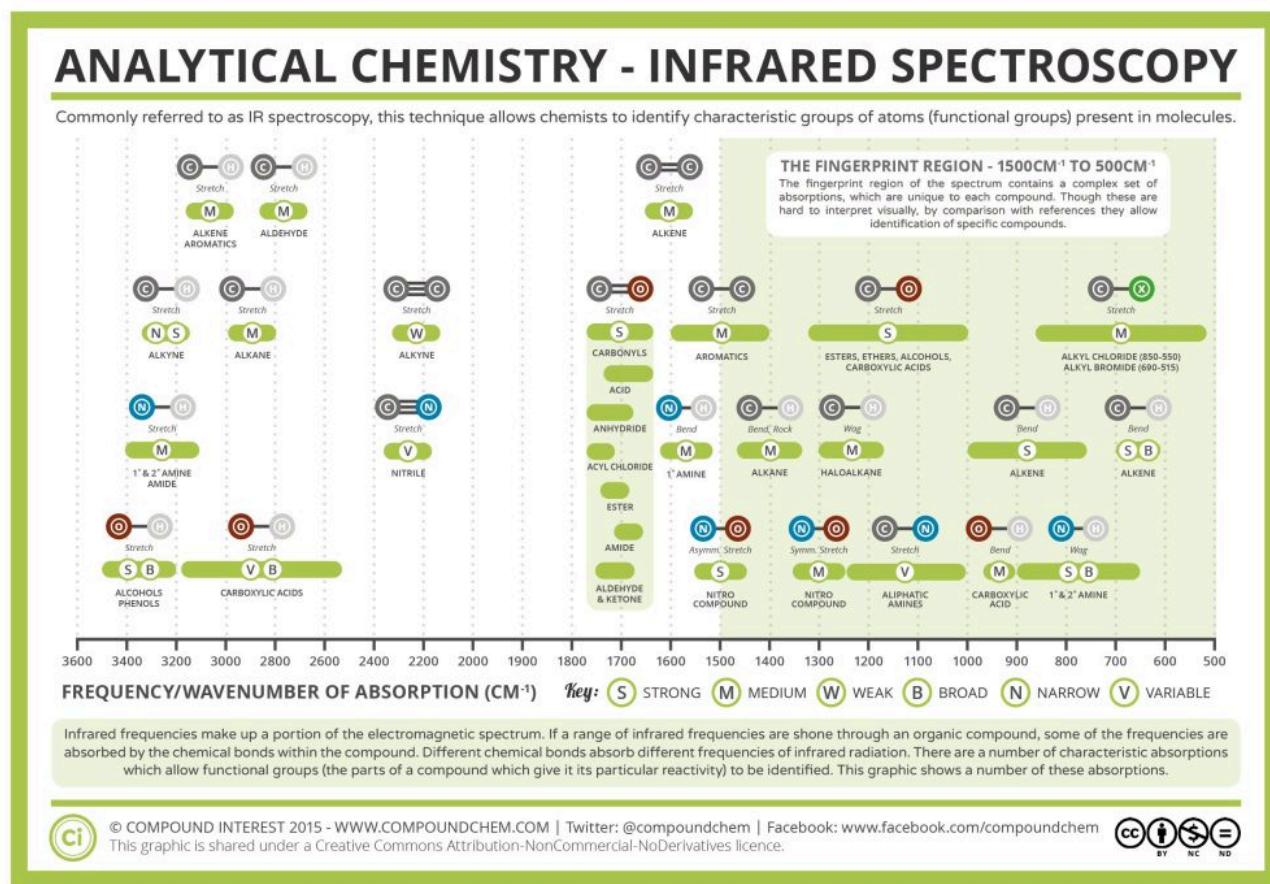 ANALYTICAL CHEMISTRY - INFRARED SPECTROSCOPY
Commonly referred to as IR spectroscopy, this technique allows chemists to identify characteristic groups of atoms (functional groups) present in molecules.
C H C H C C
Stretch Stretch Stretch
M M M
ALKENE AROMATICS ALDEHYDE ALKENE
THE FINGERPRINT REGION - 1500CM⁻¹ TO 500CM⁻¹
The fingerprint region of the spectrum contains a complex set of
absorptions, which are unique to each compound. Though these are
hard to interpret visually, by comparison with references they allow
identification of specific compounds.
C H C H C C C O C C C O C X
Stretch Stretch Stretch Stretch Stretch Stretch Stretch
N S M W S M S M
ALKYNE ALKANE ALKYNE CARBONYLS AROMATICS ESTERS, ETHERS, ALCOHOLS, CARBOXYLIC ACIDS ALKYL CHLORIDE (850-550) ALKYL BROMIDE (690-515)
ACID
ANHYDRIDE
ACYL CHLORIDE
ESTER
AMIDE
ALDEHYDE
& KETONE
N H C N N H C H C H C H C H
Stretch Stretch Bend Bend, Rock Wag Bend Bend
M V M M M S S B
1° & 2° AMINE AMIDE NITRILE 1° AMINE ALKANE HALOALKANE ALKENE ALKENE
O H O H N O N O C N O H N H
Stretch Stretch Asymm. Stretch Symm. Stretch Stretch Bend Wag
S B V B S M V M S B
ALCOHOLS PHENOLS CARBOXYLIC ACIDS NITRO COMPOUND NITRO COMPOUND ALIPHATIC AMINES CARBOXYLIC ACID 1° & 2° AMINE
3600 3400 3200 3000 2800 2600 2400 2200 2000 1900 1800 1700 1600 1500 1400 1300 1200 1100 1000 900 800 700 600 500
FREQUENCY/WAVENUMBER OF ABSORPTION (CM⁻¹) Key: S STRONG M MEDIUM W WEAK B BROAD N NARROW V VARIABLE
Infrared frequencies make up a portion of the electromagnetic spectrum. If a range of infrared frequencies are shone through an organic compound, some of the frequencies are
absorbed by the chemical bonds within the compound. Different chemical bonds absorb different frequencies of infrared radiation. There are a number of characteristic absorptions
which allow functional groups (the parts of a compound which give it its particular reactivity) to be identified. This graphic shows a number of these absorptions.
Ci © COMPOUND INTEREST 2015 - WWW.COMPOUNDCHEM.COM | Twitter: @compoundchem | Facebook: www.facebook.com/compoundchem
This graphic is shared under a Creative Commons Attribution-NonCommercial-NoDerivatives licence.
cc BY NC ND